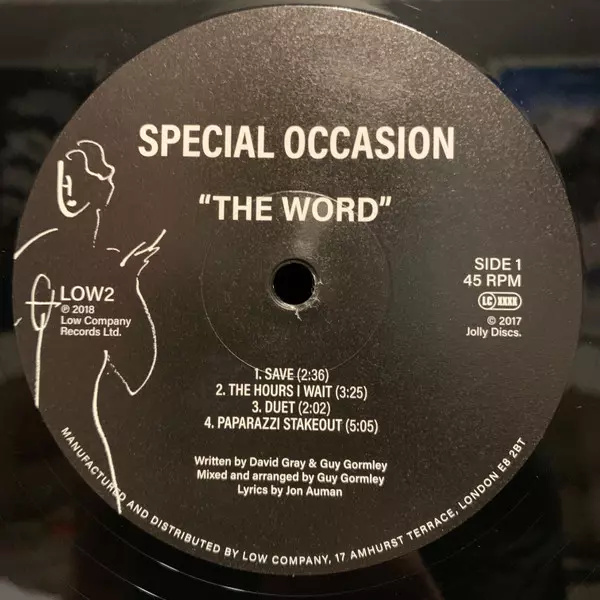 SPECIAL OCCASION
“THE WORD”
SIDE 1
45 RPM
LC XXXX
© 2017
Jolly Discs.
LOW2
℗ 2018
Low Company
Records Ltd.
1. SAVE (2:36)
2. THE HOURS I WAIT (3:25)
3. DUET (2:02)
4. PAPARAZZI STAKEOUT (5:05)
Written by David Gray & Guy Gormley
Mixed and arranged by Guy Gormley
Lyrics by Jon Auman
MANUFACTURED AND DISTRIBUTED BY LOW COMPANY, 17 AMHURST TERRACE, LONDON E8 2BT